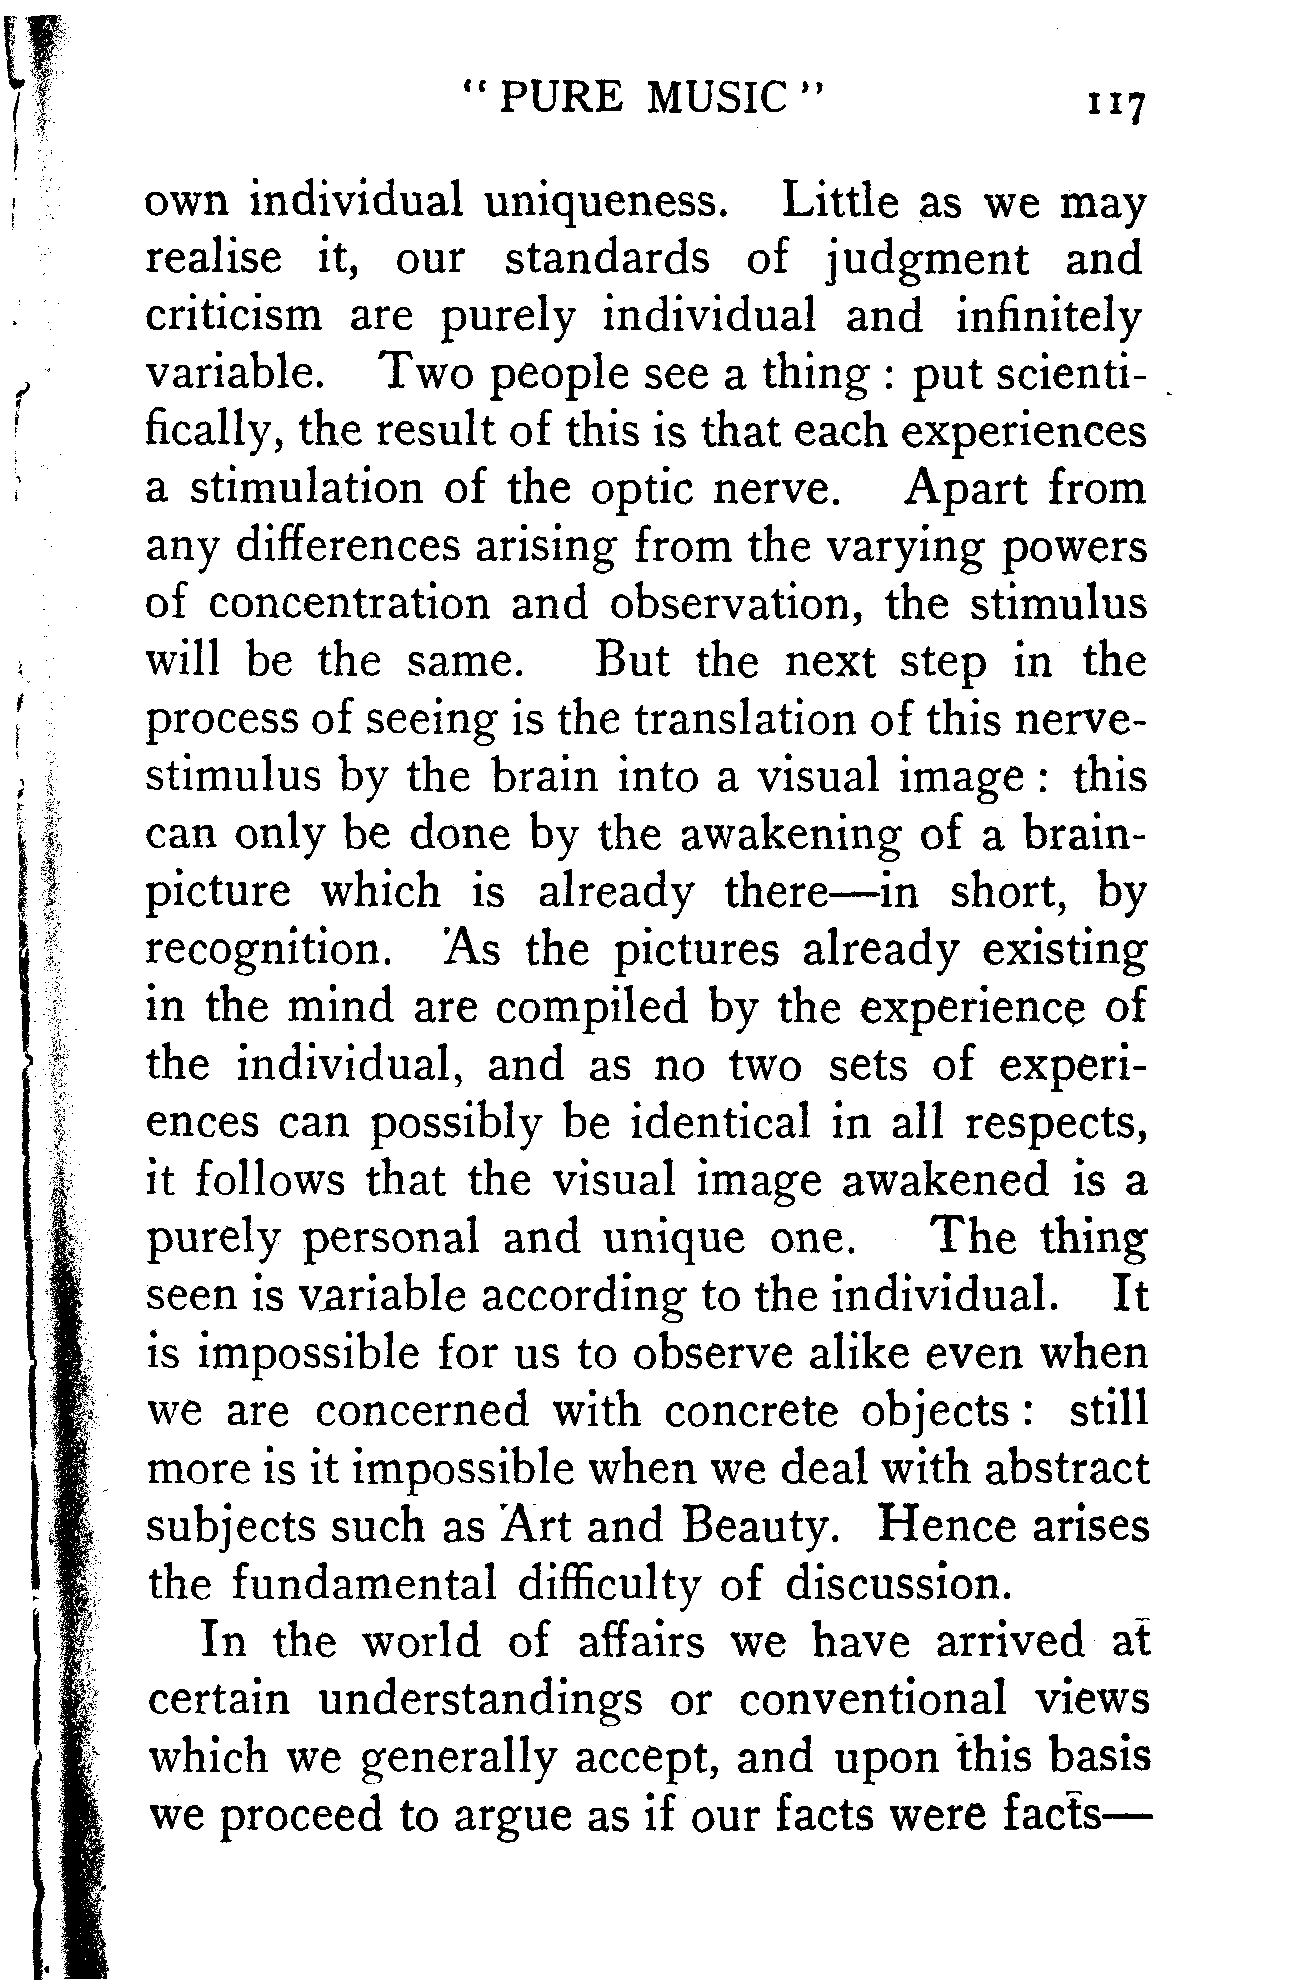 “ PURE MUSIC ” 117
own individual uniqueness. Little as we may
realise it, our standards of judgment and
criticism are purely individual and infinitely
variable. Two people see a thing : put scienti-
fically, the result of this is that each experiences
a stimulation of the optic nerve. Apart from
any differences arising from the varying powers
of concentration and observation, the stimulus
will be the same. But the next step in the
process of seeing is the translation of this nerve-
stimulus by the brain into a visual image : this
can only be done by the awakening of a brain-
picture which is already there—in short, by
recognition. As the pictures already existing
in the mind are compiled by the experience of
the individual, and as no two sets of experi-
ences can possibly be identical in all respects,
it follows that the visual image awakened is a
purely personal and unique one. The thing
seen is variable according to the individual. It
is impossible for us to observe alike even when
we are concerned with concrete objects : still
more is it impossible when we deal with abstract
subjects such as Art and Beauty. Hence arises
the fundamental difficulty of discussion.
In the world of affairs we have arrived at
certain understandings or conventional views
which we generally accept, and upon this basis
we proceed to argue as if our facts were facts—